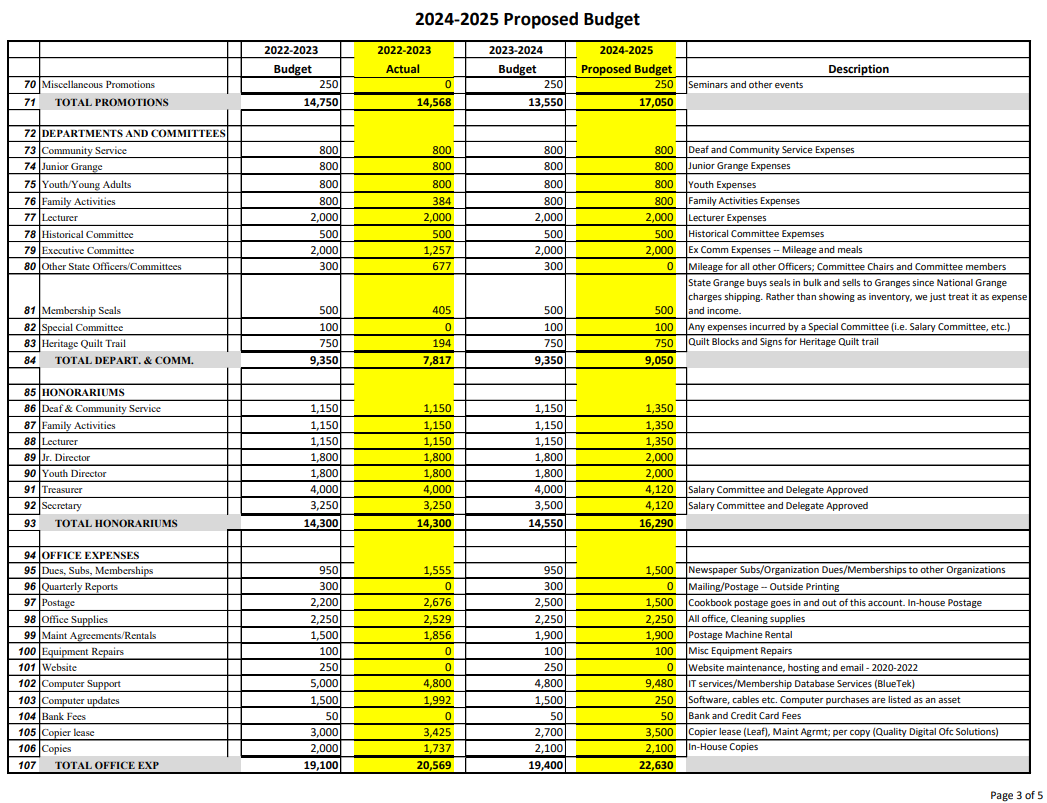 2024-2025 Proposed Budget
2022-2023 2022-2023 2023-2024 2024-2025
Budget Actual Budget Proposed Budget Description
70 Miscellaneous Promotions 250 0 250 250 Seminars and other events
71 TOTAL PROMOTIONS 14,750 14,568 13,550 17,050
72 DEPARTMENTS AND COMMITTEES
73 Community Service 800 800 800 800 Deaf and Community Service Expenses
74 Junior Grange 800 800 800 800 Junior Grange Expenses
75 Youth/Young Adults 800 800 800 800 Youth Expenses
76 Family Activities 800 384 800 800 Family Activities Expenses
77 Lecturer 2,000 2,000 2,000 2,000 Lecturer Expenses
78 Historical Committee 500 500 500 500 Historical Committee Expemses
79 Executive Committee 2,000 1,257 2,000 2,000 Ex Comm Expenses -- Mileage and meals
80 Other State Officers/Committees 300 677 300 0 Mileage for all other Officers; Committee Chairs and Committee members
State Grange buys seals in bulk and sells to Granges since National Grange
charges shipping. Rather than showing as inventory, we just treat it as expense
81 Membership Seals 500 405 500 500 and income.
82 Special Committee 100 0 100 100 Any expenses incurred by a Special Committee (i.e. Salary Committee, etc.)
83 Heritage Quilt Trail 750 194 750 750 Quilt Blocks and Signs for Heritage Quilt trail
84 TOTAL DEPART. & COMM. 9,350 7,817 9,350 9,050
85 HONORARIUMS
86 Deaf & Community Service 1,150 1,150 1,150 1,350
87 Family Activities 1,150 1,150 1,150 1,350
88 Lecturer 1,150 1,150 1,150 1,350
89 Jr. Director 1,800 1,800 1,800 2,000
90 Youth Director 1,800 1,800 1,800 2,000
91 Treasurer 4,000 4,000 4,000 4,120 Salary Committee and Delegate Approved
92 Secretary 3,250 3,250 3,500 4,120 Salary Committee and Delegate Approved
93 TOTAL HONORARIUMS 14,300 14,300 14,550 16,290
94 OFFICE EXPENSES
95 Dues, Subs, Memberships 950 1,555 950 1,500 Newspaper Subs/Organization Dues/Memberships to other Organizations
96 Quarterly Reports 300 0 300 0 Mailing/Postage -- Outside Printing
97 Postage 2,200 2,676 2,500 1,500 Cookbook postage goes in and out of this account. In-house Postage
98 Office Supplies 2,250 2,529 2,250 2,250 All office, Cleaning supplies
99 Maint Agreements/Rentals 1,500 1,856 1,900 1,900 Postage Machine Rental
100 Equipment Repairs 100 0 100 100 Misc Equipment Repairs
101 Website 250 0 250 0 Website maintenance, hosting and email - 2020-2022
102 Computer Support 5,000 4,800 4,800 9,480 IT services/Membership Database Services (BlueTek)
103 Computer updates 1,500 1,992 1,500 250 Software, cables etc. Computer purchases are listed as an asset
104 Bank Fees 50 0 50 50 Bank and Credit Card Fees
105 Copier lease 3,000 3,425 2,700 3,500 Copier lease (Leaf), Maint Agrmt; per copy (Quality Digital Ofc Solutions)
106 Copies 2,000 1,737 2,100 2,100 In-House Copies
107 TOTAL OFFICE EXP 19,100 20,569 19,400 22,630
Page 3 of 5